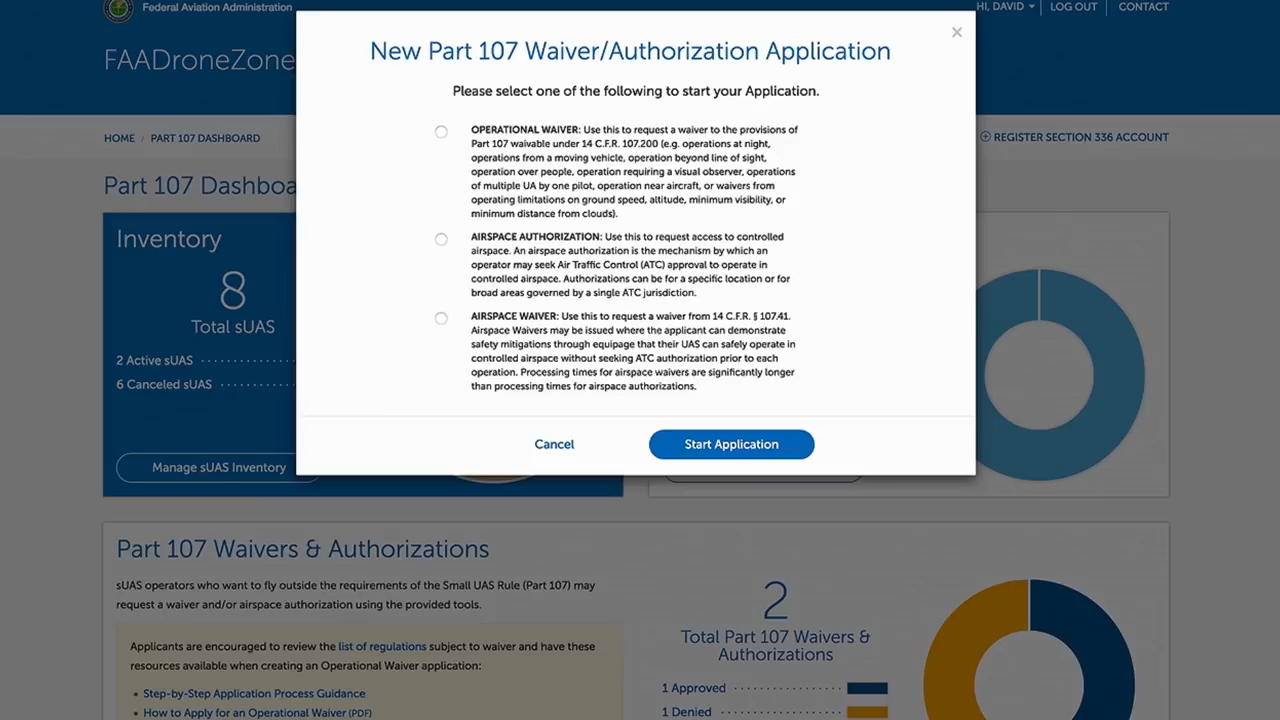 Federal Aviation Administration
HI, DAVID
LOG OUT
CONTACT
FAADroneZone
HOME / PART 107 DASHBOARD
REGISTER SECTION 336 ACCOUNT
New Part 107 Waiver/Authorization Application
Please select one of the following to start your Application.
OPERATIONAL WAIVER: Use this to request a waiver to the provisions of
Part 107 waivable under 14 C.F.R. 107.200 (e.g. operations at night,
operations from a moving vehicle, operation beyond line of sight,
operation over people, operation requiring a visual observer, operations
of multiple UA by one pilot, operation near aircraft, or waivers from
operating limitations on ground speed, altitude, minimum visibility, or
minimum distance from clouds).
AIRSPACE AUTHORIZATION: Use this to request access to controlled
airspace. An airspace authorization is the mechanism by which an
operator may seek Air Traffic Control (ATC) approval to operate in
controlled airspace. Authorizations can be for a specific location or for
broad areas governed by a single ATC jurisdiction.
AIRSPACE WAIVER: Use this to request a waiver from 14 C.F.R. § 107.41.
Airspace Waivers may be issued where the applicant can demonstrate
safety mitigations through equipage that their UAS can safely operate in
controlled airspace without seeking ATC authorization prior to each
operation. Processing times for airspace waivers are significantly longer
than processing times for airspace authorizations.
Cancel
Start Application
Part 107 Dashboa
Inventory
8
Total sUAS
2 Active sUAS
6 Canceled sUAS
Manage sUAS Inventory
Part 107 Waivers & Authorizations
sUAS operators who want to fly outside the requirements of the Small UAS Rule (Part 107) may
request a waiver and/or airspace authorization using the provided tools.
Applicants are encouraged to review the list of regulations subject to waiver and have these
resources available when creating an Operational Waiver application:
• Step-by-Step Application Process Guidance
• How to Apply for an Operational Waiver (PDF)
2
Total Part 107 Waivers &
Authorizations
1 Approved
1 Denied